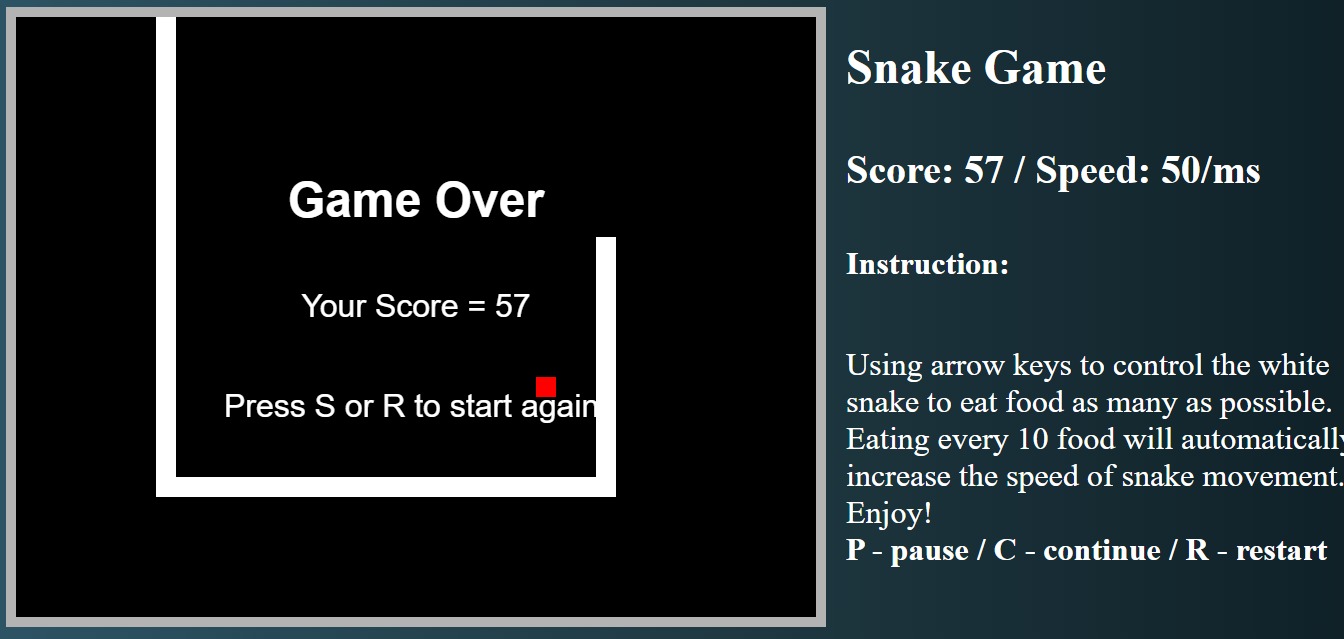 Game Over
Your Score = 57
Press S or R to start again
Snake Game
Score: 57 / Speed: 50/ms
Instruction:
Using arrow keys to control the white
snake to eat food as many as possible.
Eating every 10 food will automatically
increase the speed of snake movement.
Enjoy!
P - pause / C - continue / R - restart